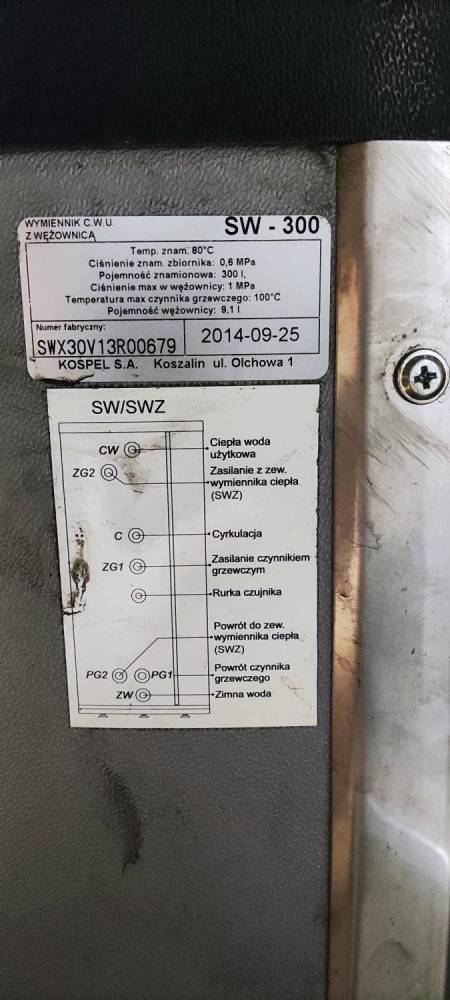 WYMIENNIK C.W.U.
Z WĘŻOWNICĄ
SW - 300
Temp. znam. 80°C
Ciśnienie znam. zbiornika: 0,6 MPa
Pojemność znamionowa: 300 l,
Ciśnienie max w wężownicy: 1 MPa
Temperatura max czynnika grzewczego: 100°C
Pojemność wężownicy: 9,1 l
Numer fabryczny:
SWX30V13R00679
2014-09-25
KOSPEL S.A. Koszalin ul. Olchowa 1
SW/SWZ
CW
Ciepła woda
użytkowa
ZG2
Zasilanie z zew.
wymiennika ciepła
(SWZ)
C
Cyrkulacja
ZG1
Zasilanie czynnikiem
grzewczym
Rurka czujnika
Powrót do zew.
wymiennika ciepła
(SWZ)
PG2
PG1
Powrót czynnika
grzewczego
ZW
Zimna woda